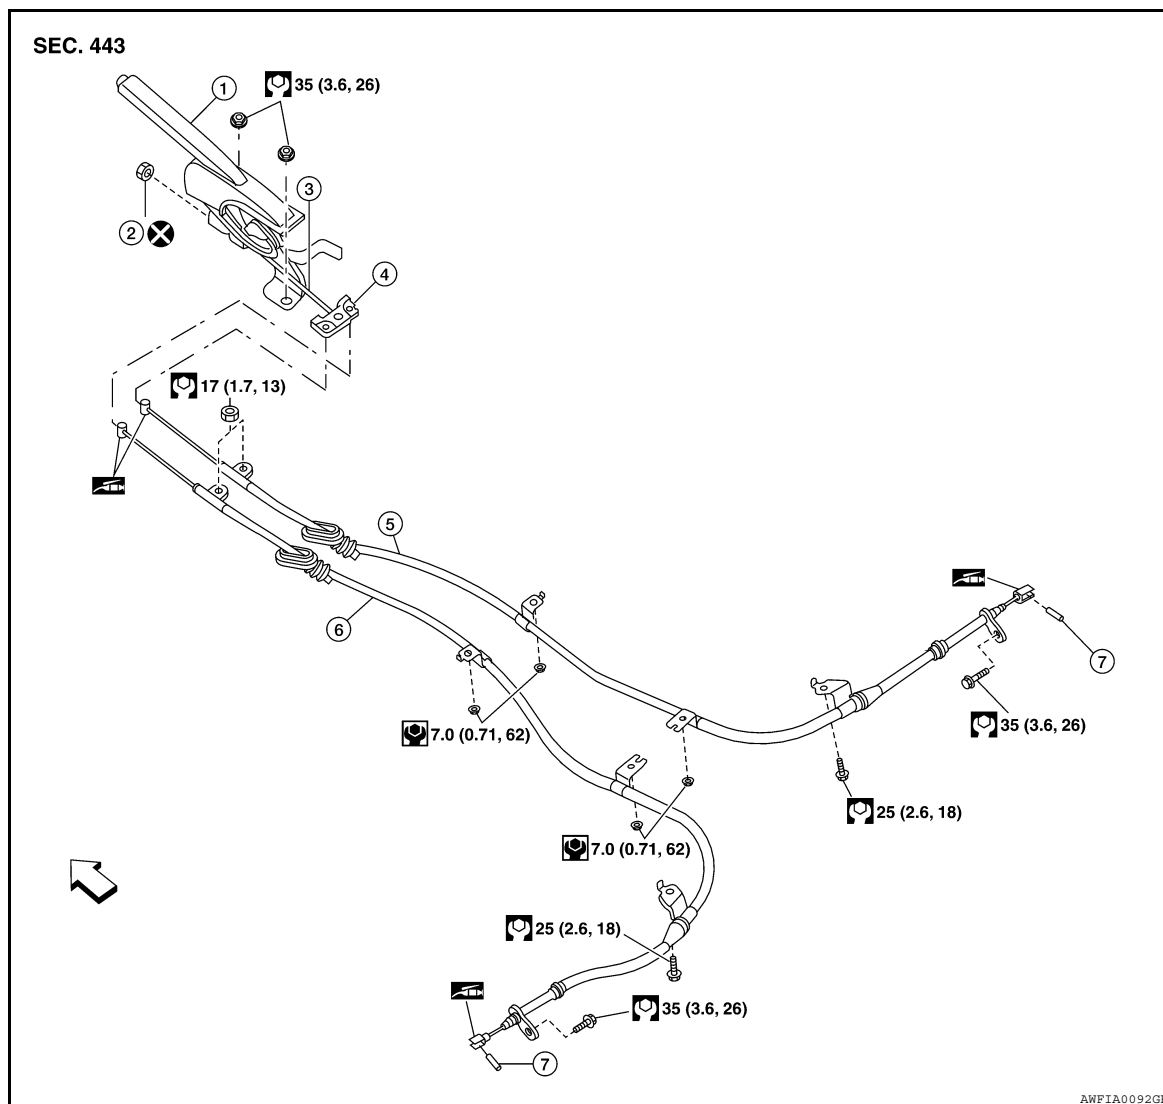 SEC. 443
1
35 (3.6, 26)
2
3
4
17 (1.7, 13)
5
6
7
35 (3.6, 26)
7.0 (0.71, 62)
25 (2.6, 18)
7.0 (0.71, 62)
25 (2.6, 18)
35 (3.6, 26)
7